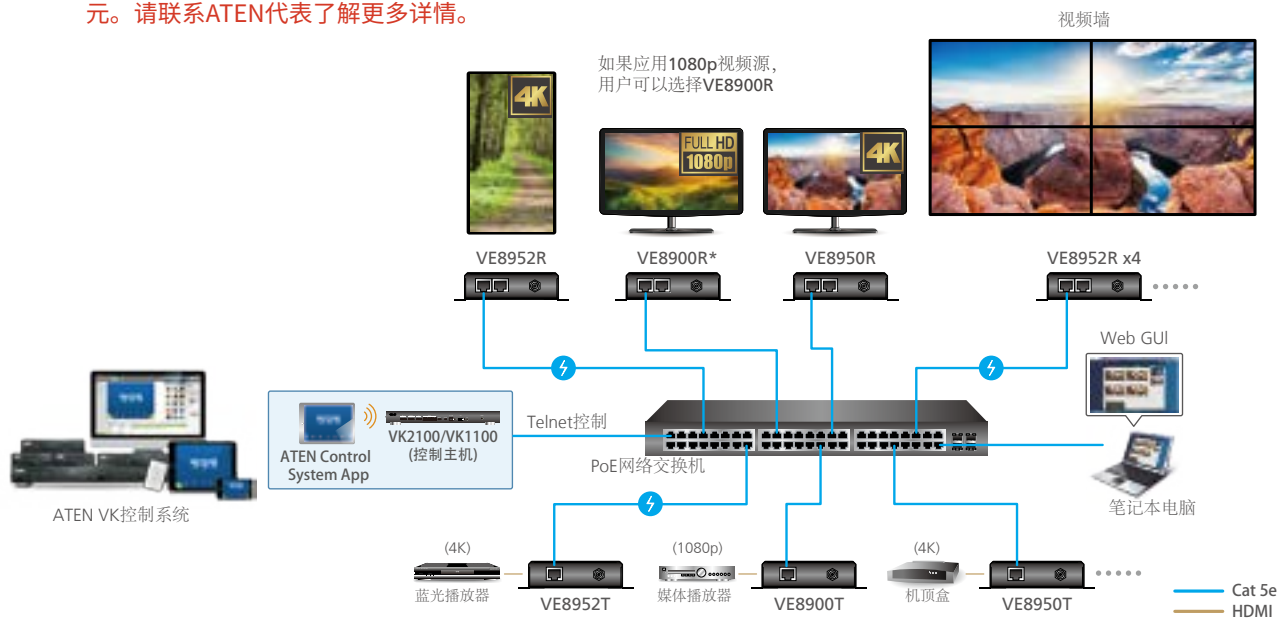 元。请联系ATEN代表了解更多详情。
视频墙
如果应用1080p视频源，
用户可以选择VE8900R
4K
FULL HD
1080p
4K
VE8952R
VE8900R*
VE8950R
VE8952R x4
Web GUI
Telnet控制
VK2100/VK1100
(控制主机)
ATEN Control
System App
PoE网络交换机
ATEN VK控制系统
笔记本电脑
(4K)
(1080p)
(4K)
蓝光播放器
VE8952T
媒体播放器
VE8900T
机顶盒
VE8950T
Cat 5e
HDMI